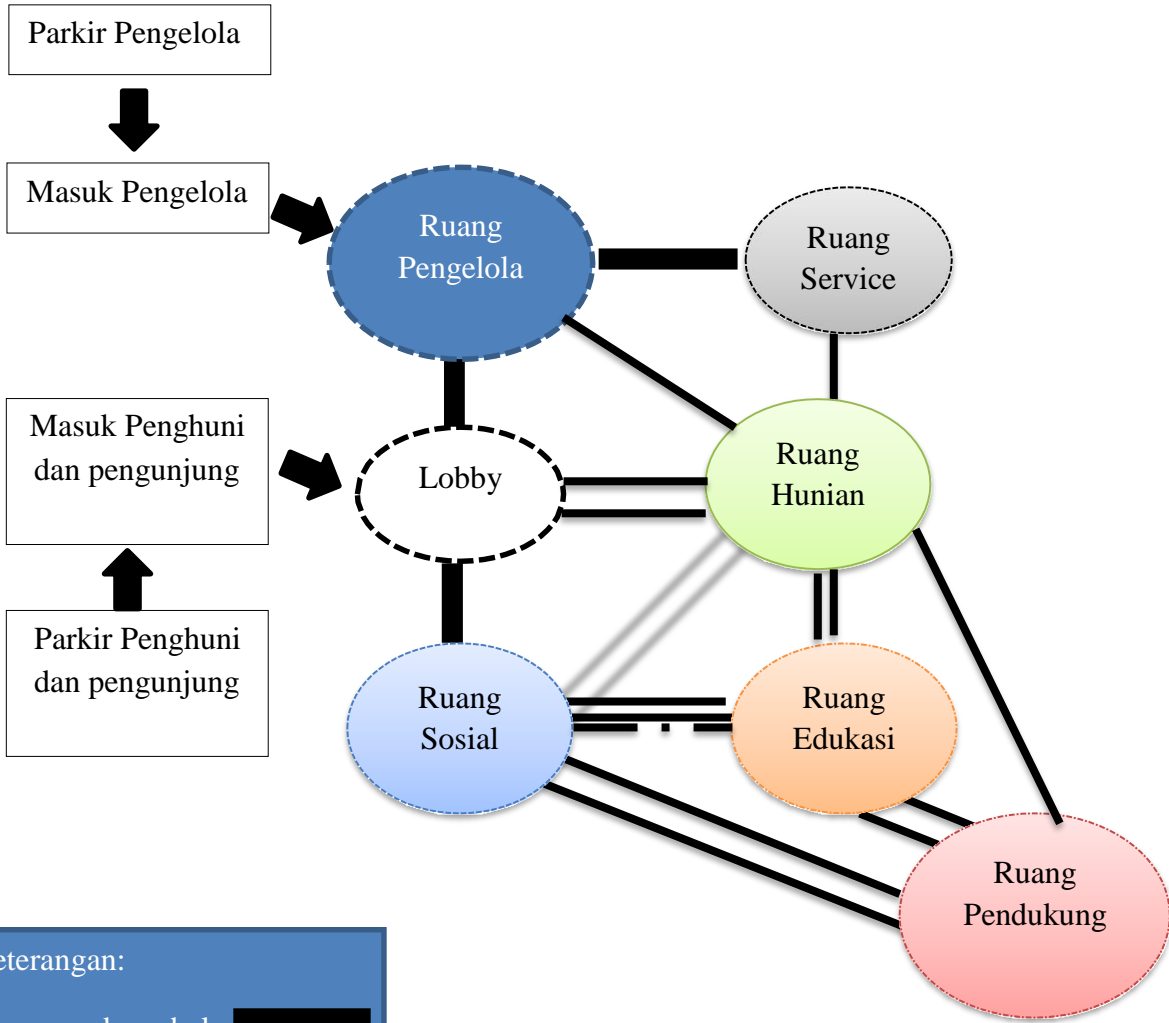 Parkir Pengelola
Masuk Pengelola
Ruang
Pengelola
Ruang
Service
Masuk Penghuni
dan pengunjung
Lobby
Ruang
Hunian
Parkir Penghuni
dan pengunjung
Ruang
Sosial
Ruang
Edukasi
Ruang
Pendukung
eterangan: